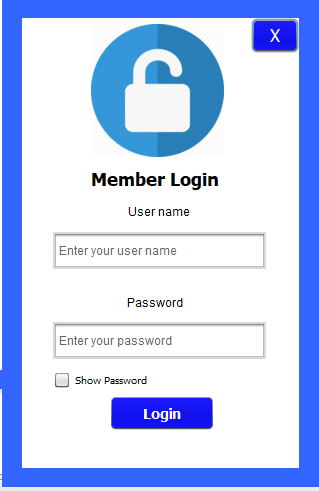 X
Member Login
User name
Enter your user name
Password
Enter your password
Show Password
Login